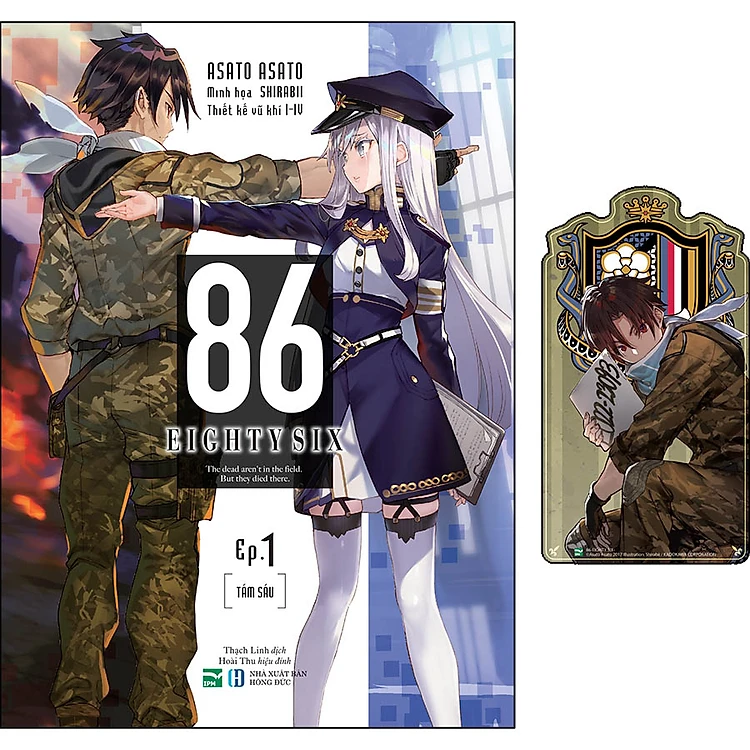 ASATO ASATO
Minh họa SHIRABII
Thiết kế vũ khí I-IV
86
EIGHTY SIX
The dead aren't in the field.
But they died there.
Ep.1
[TÁM SÁU]
Thạch Linh dịch
Hoài Thu hiệu đính
IPM
NHÀ XUẤT BẢN
HỒNG ĐỨC